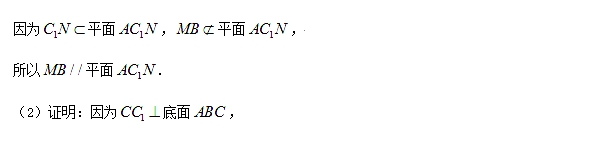 因为 C₁N ⊂ 平面 AC₁N，MB ⊄ 平面 AC₁N，
所以 MB / / 平面 AC₁N．
（2）证明：因为 CC₁ ⊥ 底面 ABC，